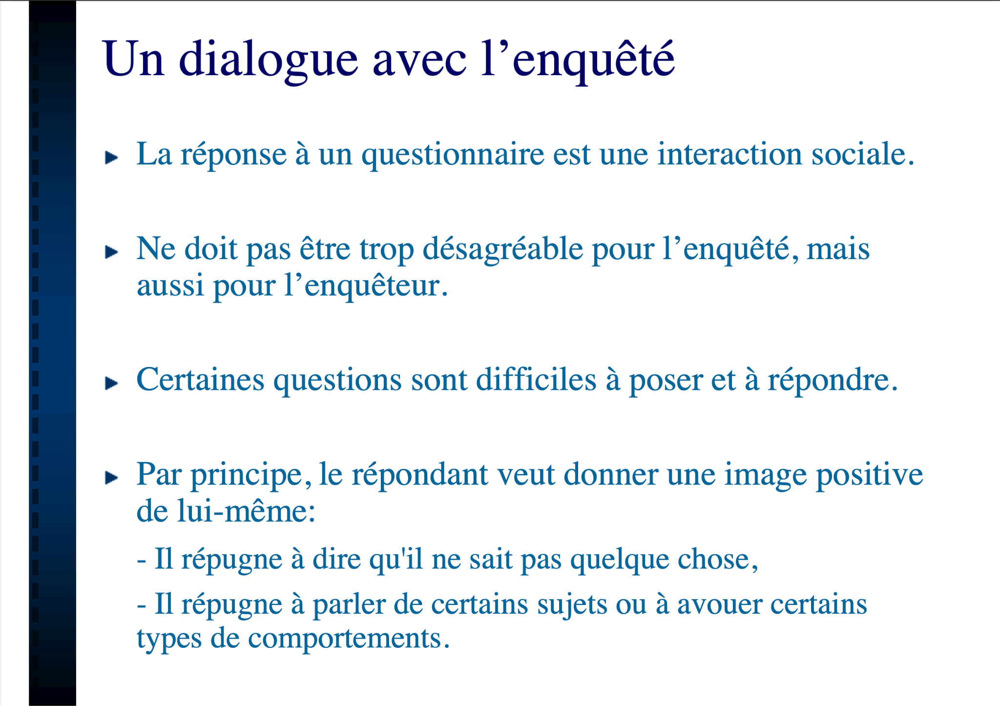 Un dialogue avec l’enquêté
► La réponse à un questionnaire est une interaction sociale.
► Ne doit pas être trop désagréable pour l’enquêté, mais
aussi pour l’enquêteur.
► Certaines questions sont difficiles à poser et à répondre.
► Par principe, le répondant veut donner une image positive
de lui-même:
- Il répugne à dire qu'il ne sait pas quelque chose,
- Il répugne à parler de certains sujets ou à avouer certains
types de comportements.